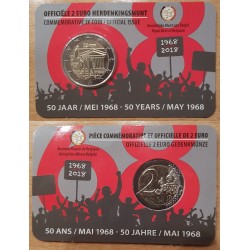 OFFICIËLE 2 EURO HERDENKINGSMUNT
COMMEMORATIVE 2€ COIN / OFFICIAL ISSUE
1968
2018
50 JAAR / MEI 1968 - 50 YEARS / MAY 1968
PIÈCE COMMÉMORATIVE ET OFFICIELLE DE 2 EURO
OFFIZIELLE 2 EURO GEDENKMÜNZE
1968
2018
2 EURO
50 ANS / MAI 1968 - 50 JAHRE / MAI 1968